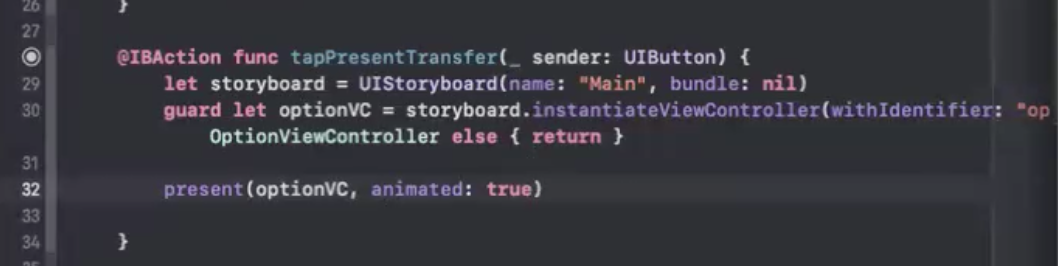 26 }
27
@IBAction func tapPresentTransfer(_ sender: UIButton) {
29 let storyboard = UIStoryboard(name: "Main", bundle: nil)
30 guard let optionVC = storyboard.instantiateViewController(withIdentifier: "op
OptionViewController else { return }
31
32 present(optionVC, animated: true)
33
34 }